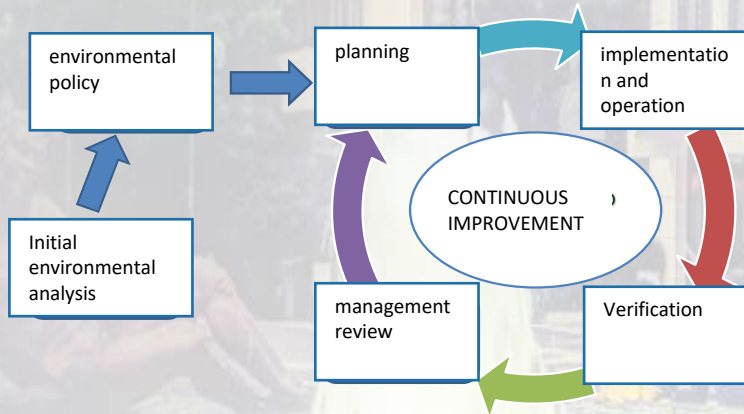 environmental
policy
planning
implementatio
n and
operation
CONTINUOUS
IMPROVEMENT
Initial
environmental
analysis
management
review
Verification